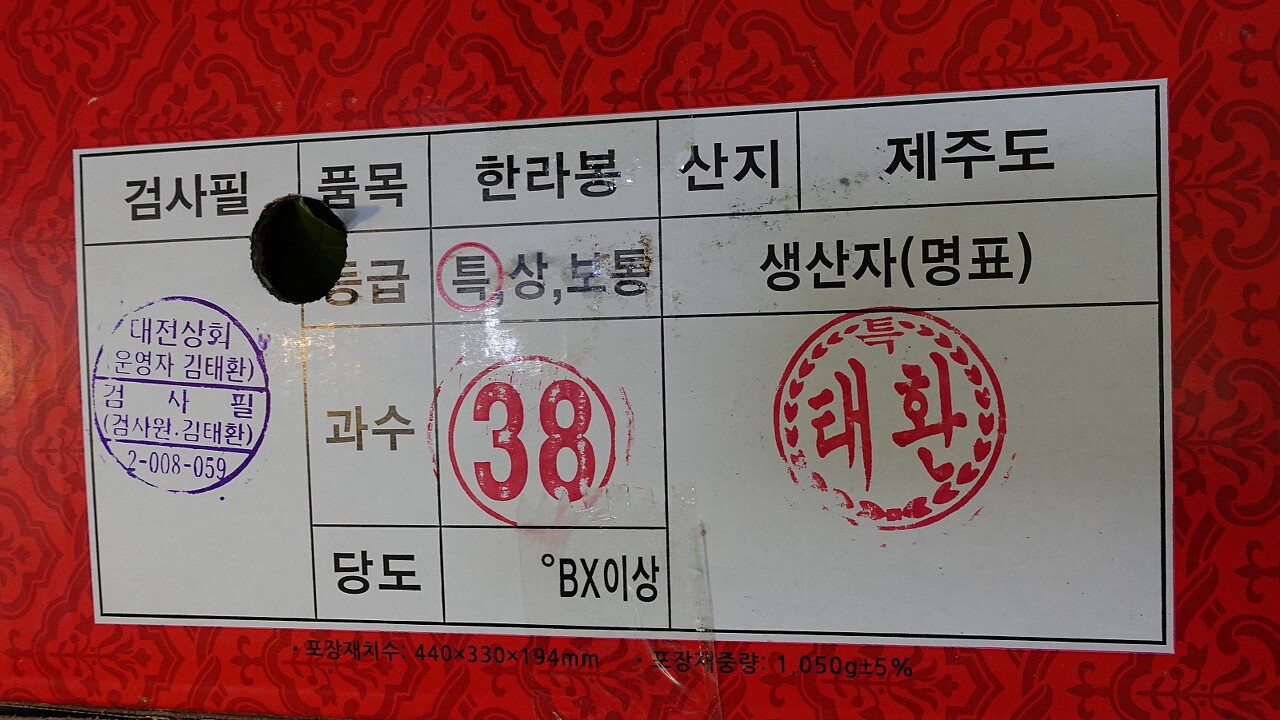 검사필 품목 한라봉 산지 제주도
등급 특,상,보통 생산자(명표)
대전상회
운영자 김태환)
검 사 필
(검사원.김태환)
2-008-059
과수 38
특
태환
당도 °BX이상
· 포장재치수: 440×330×194mm · 포장재중량: 1,050g±5%